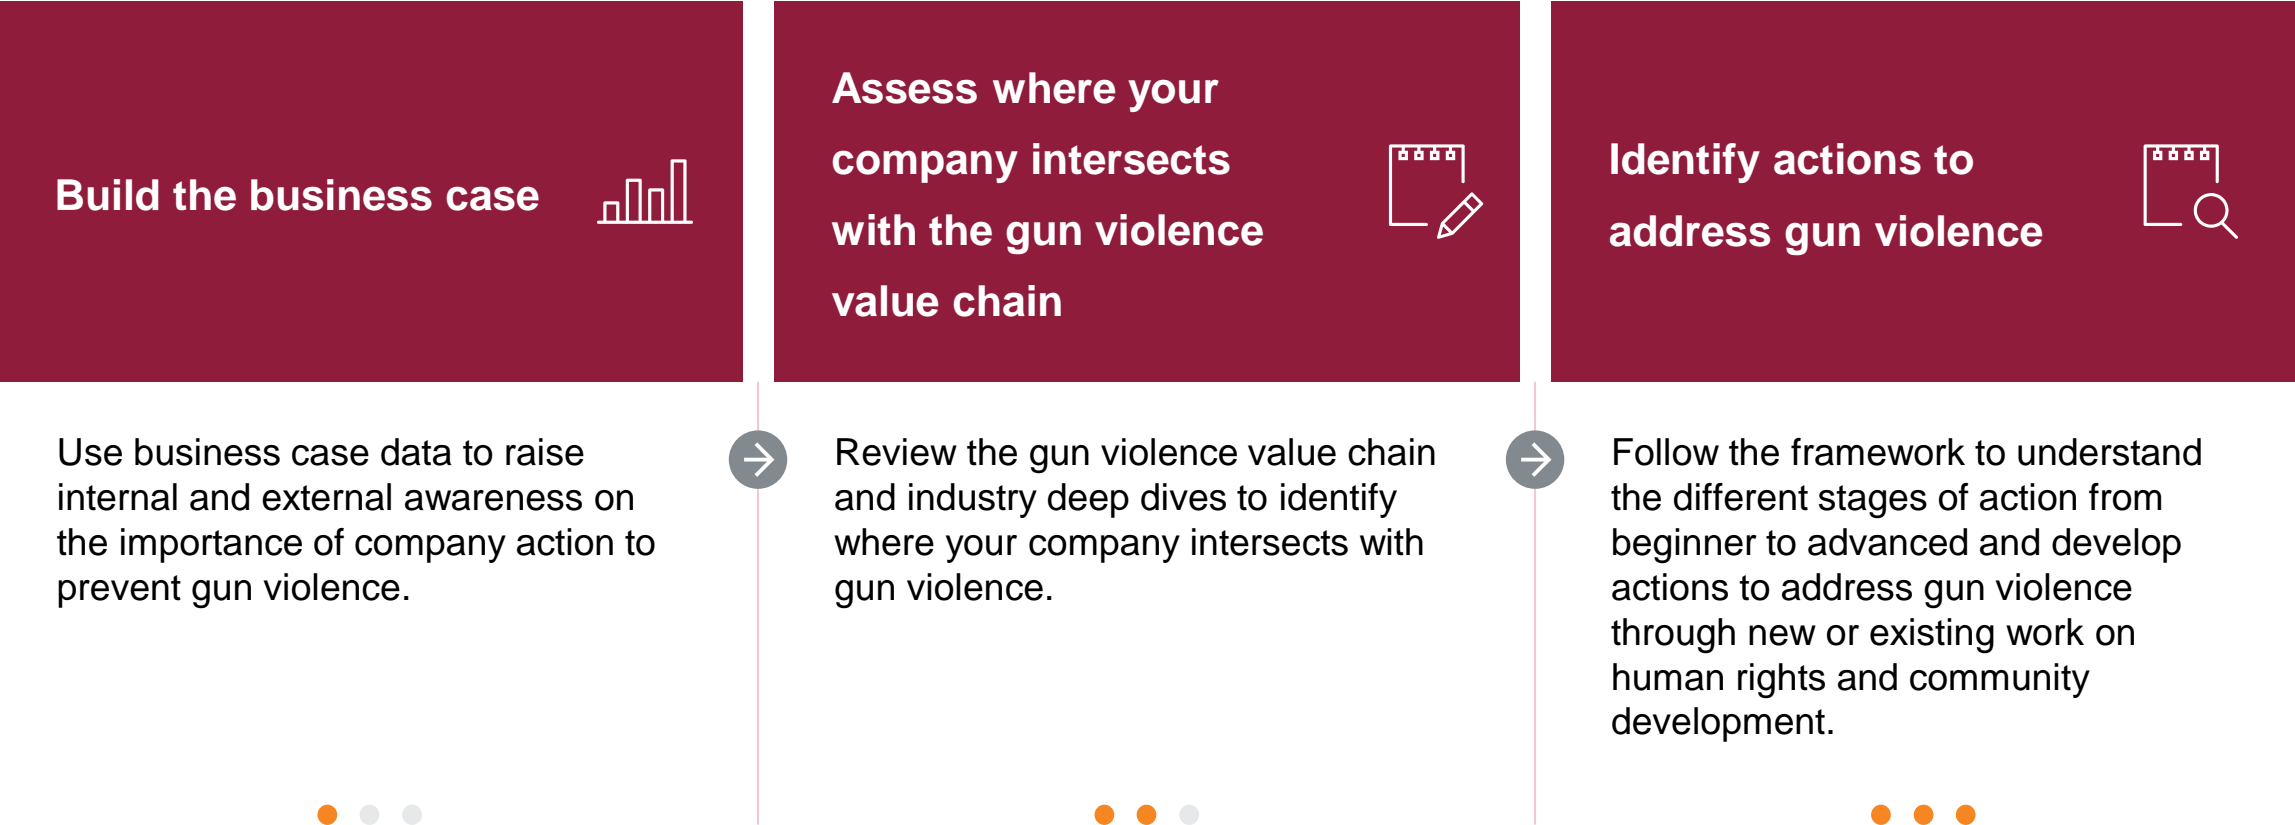 Build the business case
Assess where your
company intersects
with the gun violence
value chain
Identify actions to
address gun violence
Use business case data to raise
internal and external awareness on
the importance of company action to
prevent gun violence.
Review the gun violence value chain
and industry deep dives to identify
where your company intersects with
gun violence.
Follow the framework to understand
the different stages of action from
beginner to advanced and develop
actions to address gun violence
through new or existing work on
human rights and community
development.